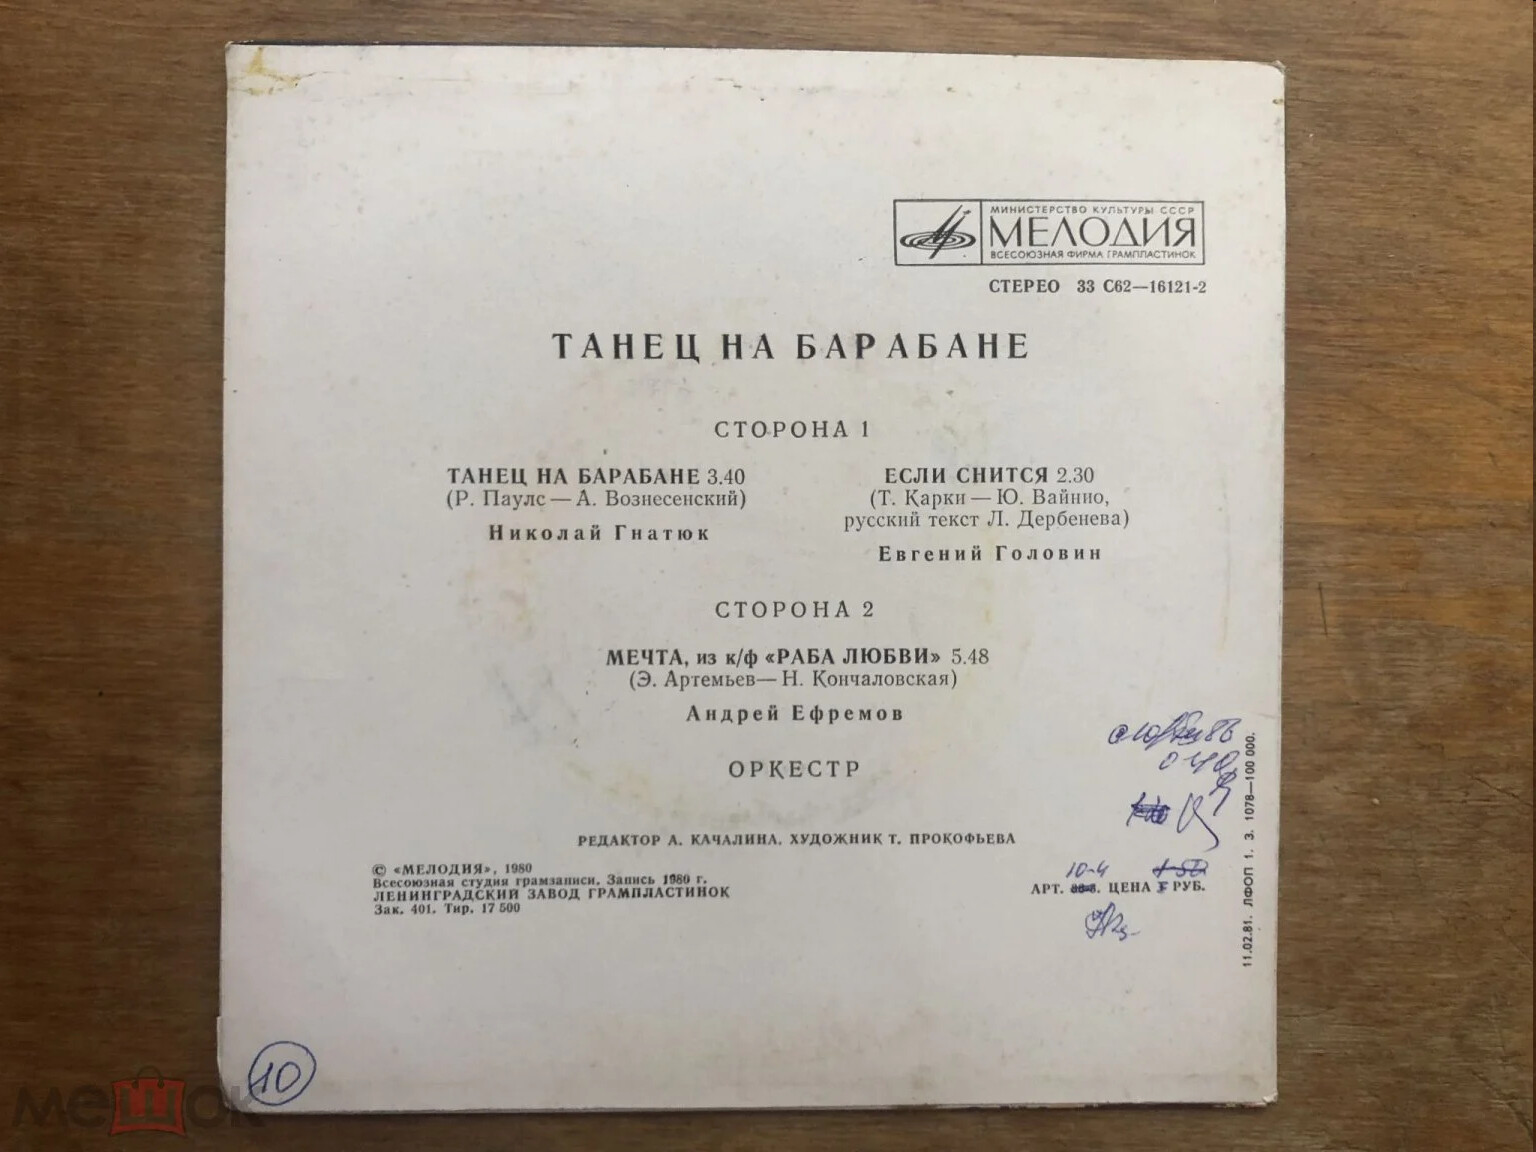 МИНИСТЕРСТВО КУЛЬТУРЫ СССР
МЕЛОДИЯ
ВСЕСОЮЗНАЯ ФИРМА ГРАМПЛАСТИНОК
СТЕРЕО 33 С62—16121-2
ТАНЕЦ НА БАРАБАНЕ
СТОРОНА 1
ТАНЕЦ НА БАРАБАНЕ 3.40
(Р. Паулс — А. Вознесенский)
Николай Гнатюк
ЕСЛИ СНИТСЯ 2.30
(Т. Карки — Ю. Вайнио,
русский текст Л. Дербенева)
Евгений Головин
СТОРОНА 2
МЕЧТА, из к/ф «РАБА ЛЮБВИ» 5.48
(Э. Артемьев— Н. Кончаловская)
Андрей Ефремов
ОРКЕСТР
РЕДАКТОР А. КАЧАЛИНА. ХУДОЖНИК Т. ПРОКОФЬЕВА
© «МЕЛОДИЯ», 1980
Всесоюзная студия грамзаписи. Запись 1980 г.
ЛЕНИНГРАДСКИЙ ЗАВОД ГРАМПЛАСТИНОК
Зак. 401. Тир. 17 500
10-4
АРТ. ЦЕНА РУБ.
11.02.81. ЛФОП 1. З. 1078—100 000.
10
мешок